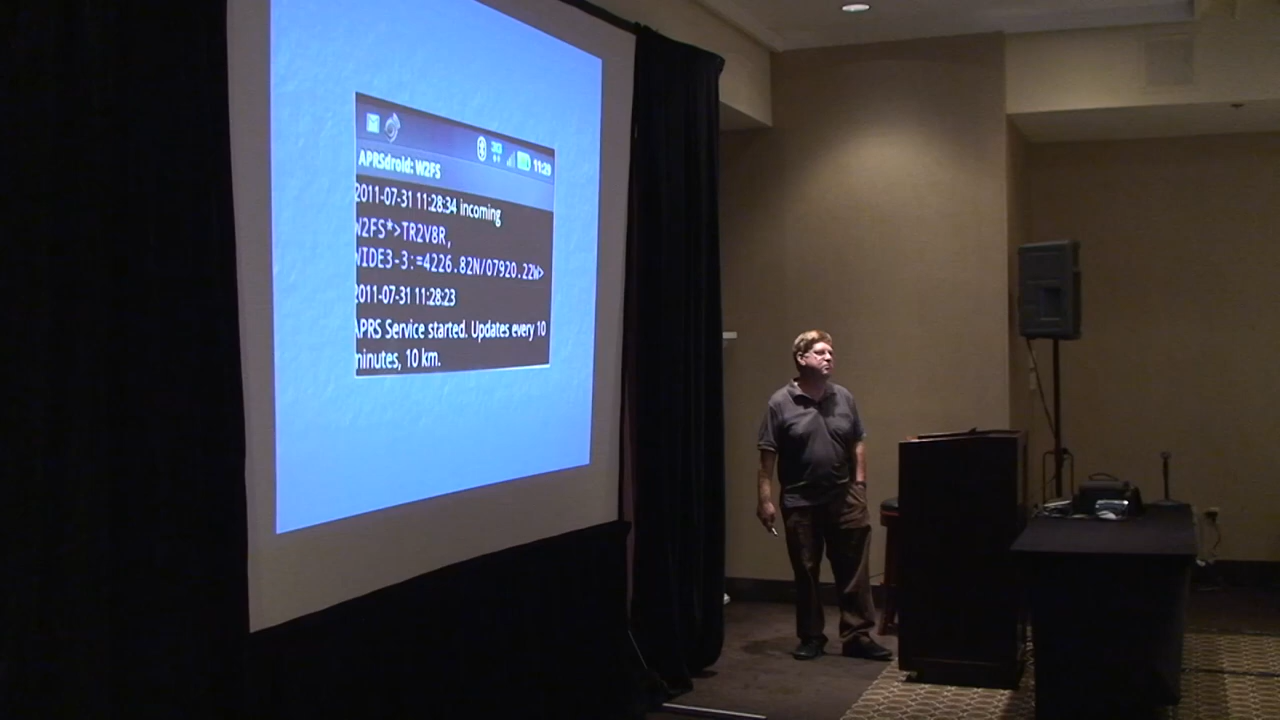 11:29
APRSdroid: W2FS
2011-07-31 11:28:34 incoming
W2FS*>TR2V8R,
WIDE3-3:=4226.82N/07920.22W>
2011-07-31 11:28:23
APRS Service started. Updates every 10
minutes, 10 km.